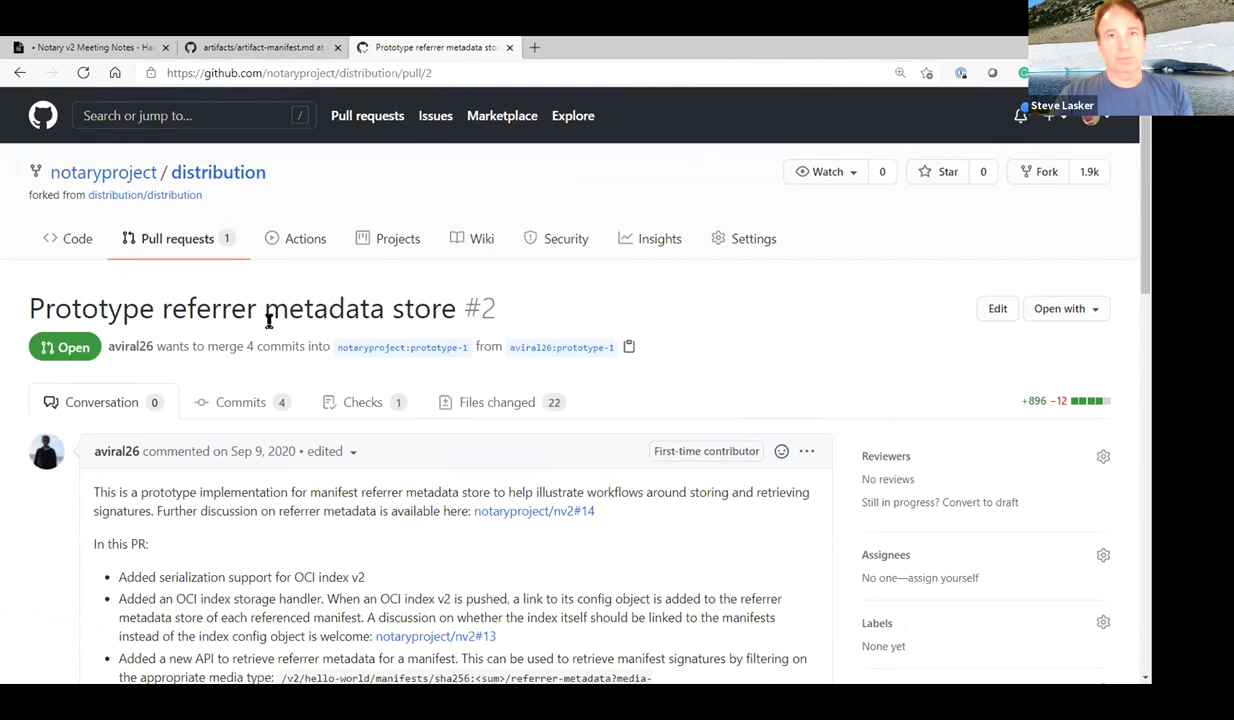 • Notary v2 Meeting Notes - Ha
artifacts/artifact-manifest.md at
Prototype referrer metadata sto
https://github.com/notaryproject/distribution/pull/2
Steve Lasker
Search or jump to...
/
Pull requests
Issues
Marketplace
Explore
notaryproject / distribution
forked from distribution/distribution
Watch
0
Star
0
Fork
1.9k
Code
Pull requests 1
Actions
Projects
Wiki
Security
Insights
Settings
Prototype referrer metadata store #2
Edit
Open with
Open
aviral26 wants to merge 4 commits into notaryproject:prototype-1 from aviral26:prototype-1
Conversation 0
Commits 4
Checks 1
Files changed 22
+896 −12
aviral26 commented on Sep 9, 2020 • edited
First-time contributor
This is a prototype implementation for manifest referrer metadata store to help illustrate workflows around storing and retrieving
signatures. Further discussion on referrer metadata is available here: notaryproject/nv2#14
In this PR:
• Added serialization support for OCI index v2
• Added an OCI index storage handler. When an OCI index v2 is pushed, a link to its config object is added to the referrer
metadata store of each referenced manifest. A discussion on whether the index itself should be linked to the manifests
instead of the index config object is welcome: notaryproject/nv2#13
• Added a new API to retrieve referrer metadata for a manifest. This can be used to retrieve manifest signatures by filtering on
the appropriate media type: /v2/hello-world/manifests/sha256:<sum>/referrer-metadata?media-
Reviewers
No reviews
Still in progress? Convert to draft
Assignees
No one—assign yourself
Labels
None yet